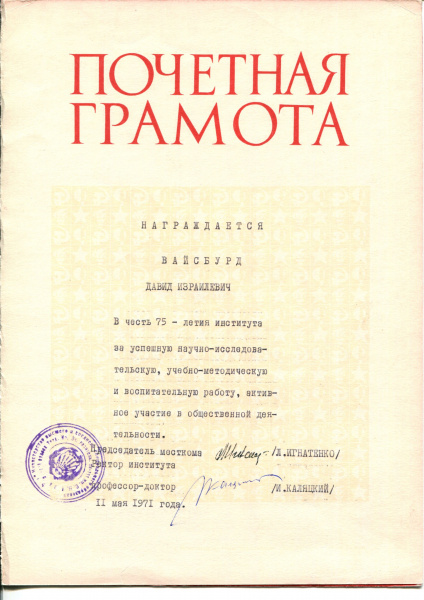 ПОЧЕТНАЯ
ГРАМОТА
НАГРАЖДАЕТСЯ
ВАЙСБУРД
ДАВИД ИЗРАИЛЕВИЧ
В честь 75 - летия института
за успешную научно-исследова-
тельскую, учебно-методическую
и воспитательную работу, актив-
ное участие в общественной дея-
тельности.
Председатель месткома /Л.ИГНАТЕНКО/
Ректор института
профессор-доктор /И.КАЛЯЦКИЙ/
II мая 1971 года.